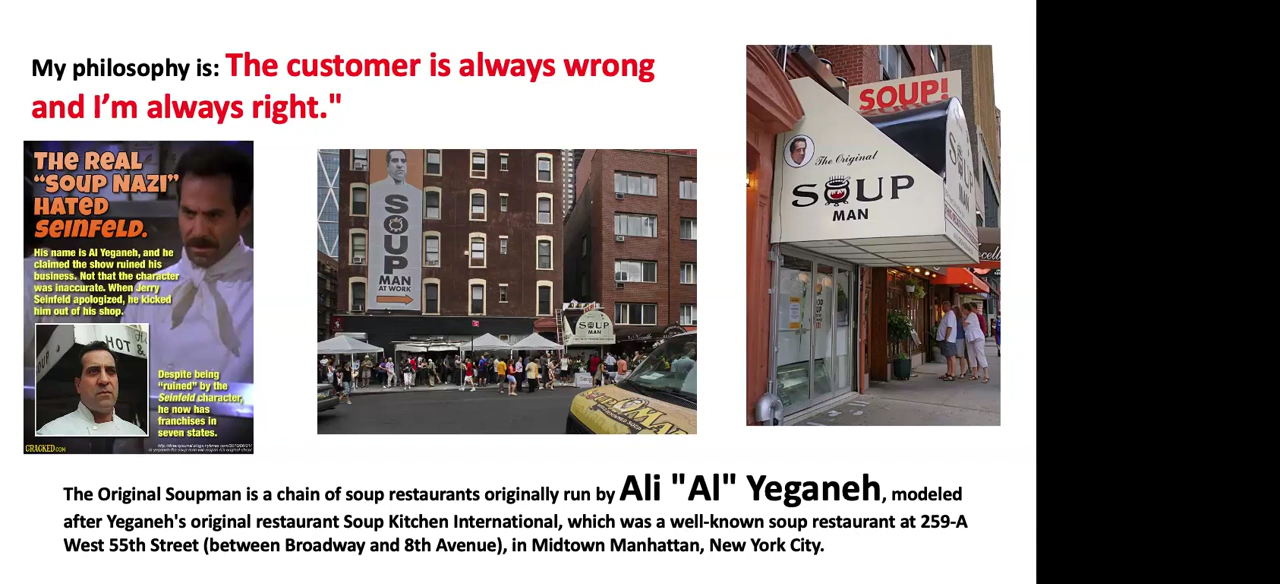 My philosophy is: The customer is always wrong
and I'm always right."
THE REAL
"SOUP NAZI"
HATED
SEINFELD.
His name is Al Yeganeh, and he
claimed the show ruined his
business. Not that the character
was inaccurate. When Jerry
Seinfeld apologized, he kicked
him out of his shop.
HOT &
Despite being
"ruined" by the
Seinfeld character,
he now has
franchises in
seven states.
CRACKED.COM
SOUP
MAN
AT WORK
SOUP
MAN
SOUP!
The Original
SOUP
MAN
The Original Soupman is a chain of soup restaurants originally run by Ali "Al" Yeganeh, modeled
after Yeganeh's original restaurant Soup Kitchen International, which was a well-known soup restaurant at 259-A
West 55th Street (between Broadway and 8th Avenue), in Midtown Manhattan, New York City.